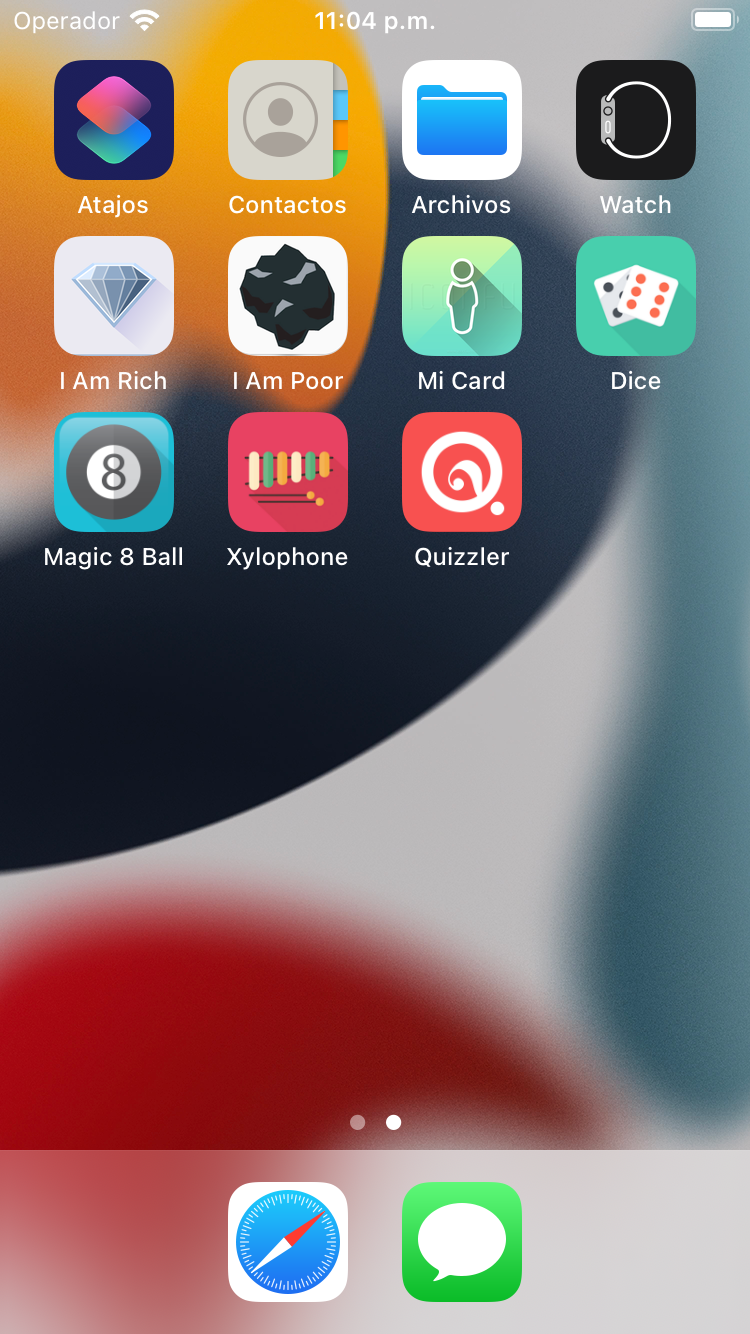 Operador 11:04 p.m.
Atajos Contactos Archivos Watch
I Am Rich I Am Poor Mi Card Dice
8
Magic 8 Ball Xylophone Quizzler